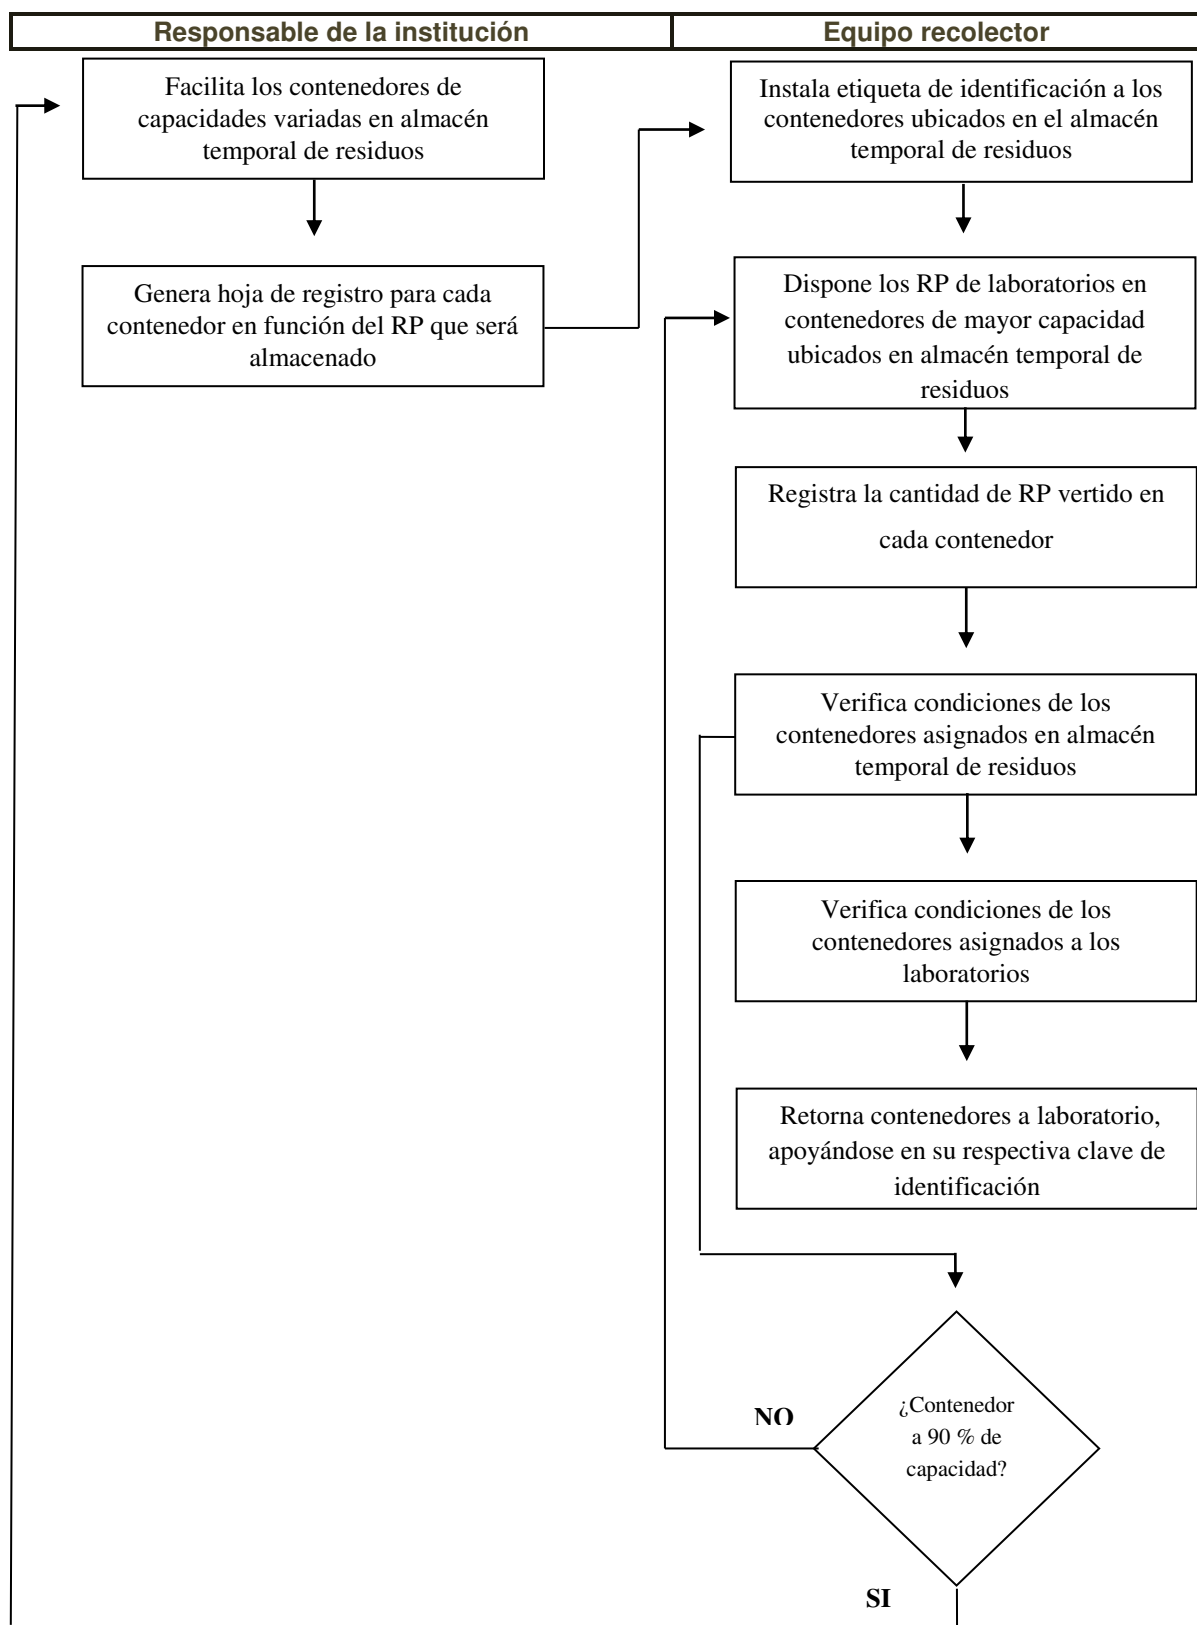 Responsable de la institución
Equipo recolector
Facilita los contenedores de
capacidades variadas en almacén
temporal de residuos
Genera hoja de registro para cada
contenedor en función del RP que será
almacenado
Instala etiqueta de identificación a los
contenedores ubicados en el almacén
temporal de residuos
Dispone los RP de laboratorios en
contenedores de mayor capacidad
ubicados en almacén temporal de
residuos
Registra la cantidad de RP vertido en
cada contenedor
Verifica condiciones de los
contenedores asignados en almacén
temporal de residuos
Verifica condiciones de los
contenedores asignados a los
laboratorios
Retorna contenedores a laboratorio,
apoyándose en su respectiva clave de
identificación
¿Contenedor
a 90 % de
capacidad?
NO
SI